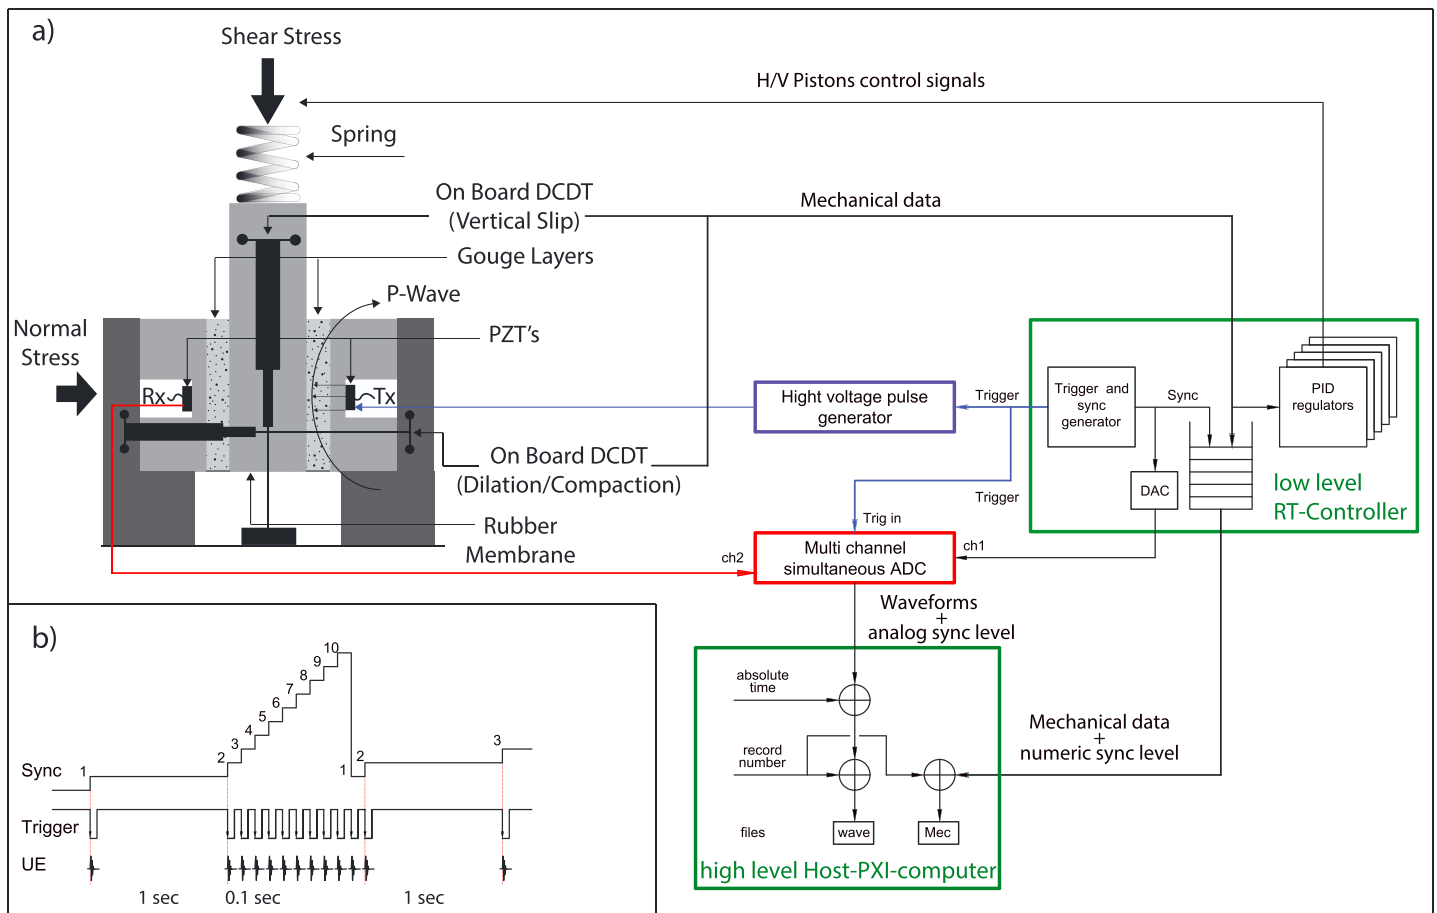 a)
Shear Stress
Spring
On Board DCDT
(Vertical Slip)
Gouge Layers
P-Wave
PZT's
Normal
Stress
Rx
Tx
On Board DCDT
(Dilation/Compaction)
Rubber
Membrane
H/V Pistons control signals
Mechanical data
Hight voltage pulse
generator
Trigger
Trigger and
sync
generator
Sync
PID
regulators
DAC
low level
RT-Controller
Trigger
Trig in
ch2
Multi channel
simultaneous ADC
ch1
Waveforms
+
analog sync level
absolute
time
record
number
files
wave
Mec
high level Host-PXI-computer
Mechanical data
+
numeric sync level
b)
Sync
1
2
3
4
5
6
7
8
9
10
1
2
3
Trigger
UE
1 sec
0.1 sec
1 sec